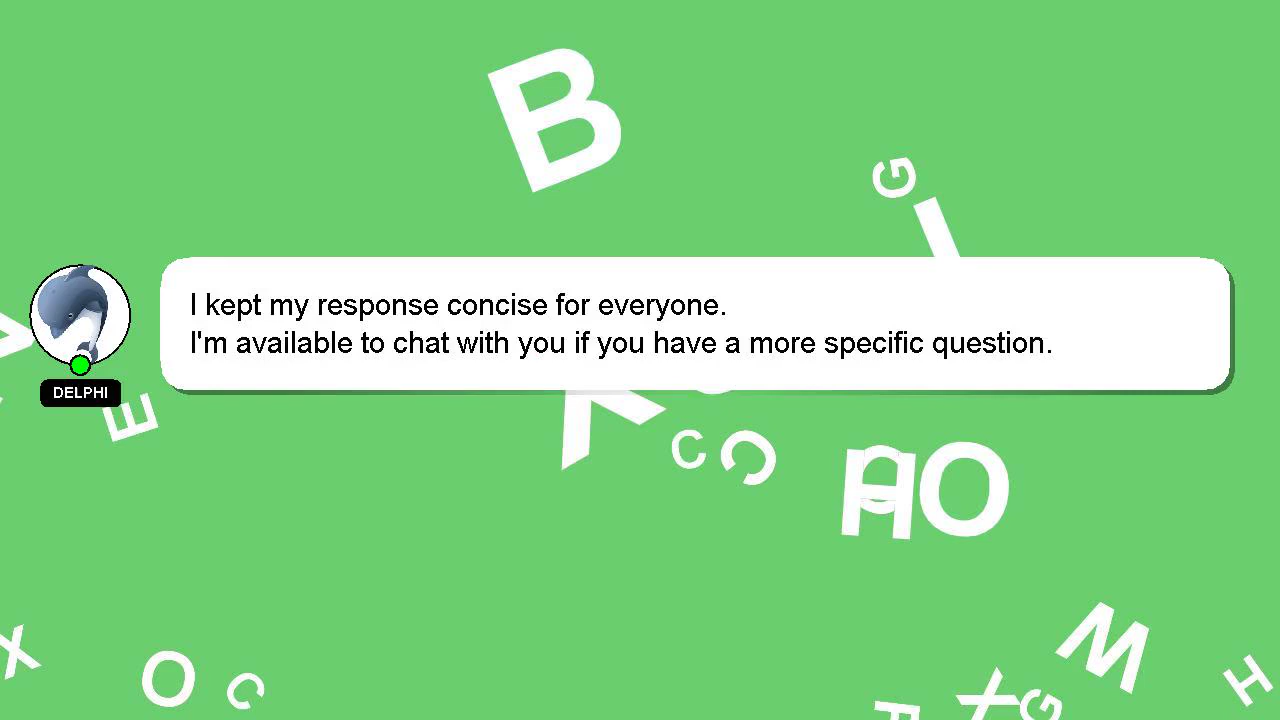 B
G
I
I kept my response concise for everyone.
I'm available to chat with you if you have a more specific question.
DELPHI
E
C
C
H
O
X
O
C
M
H
X
G